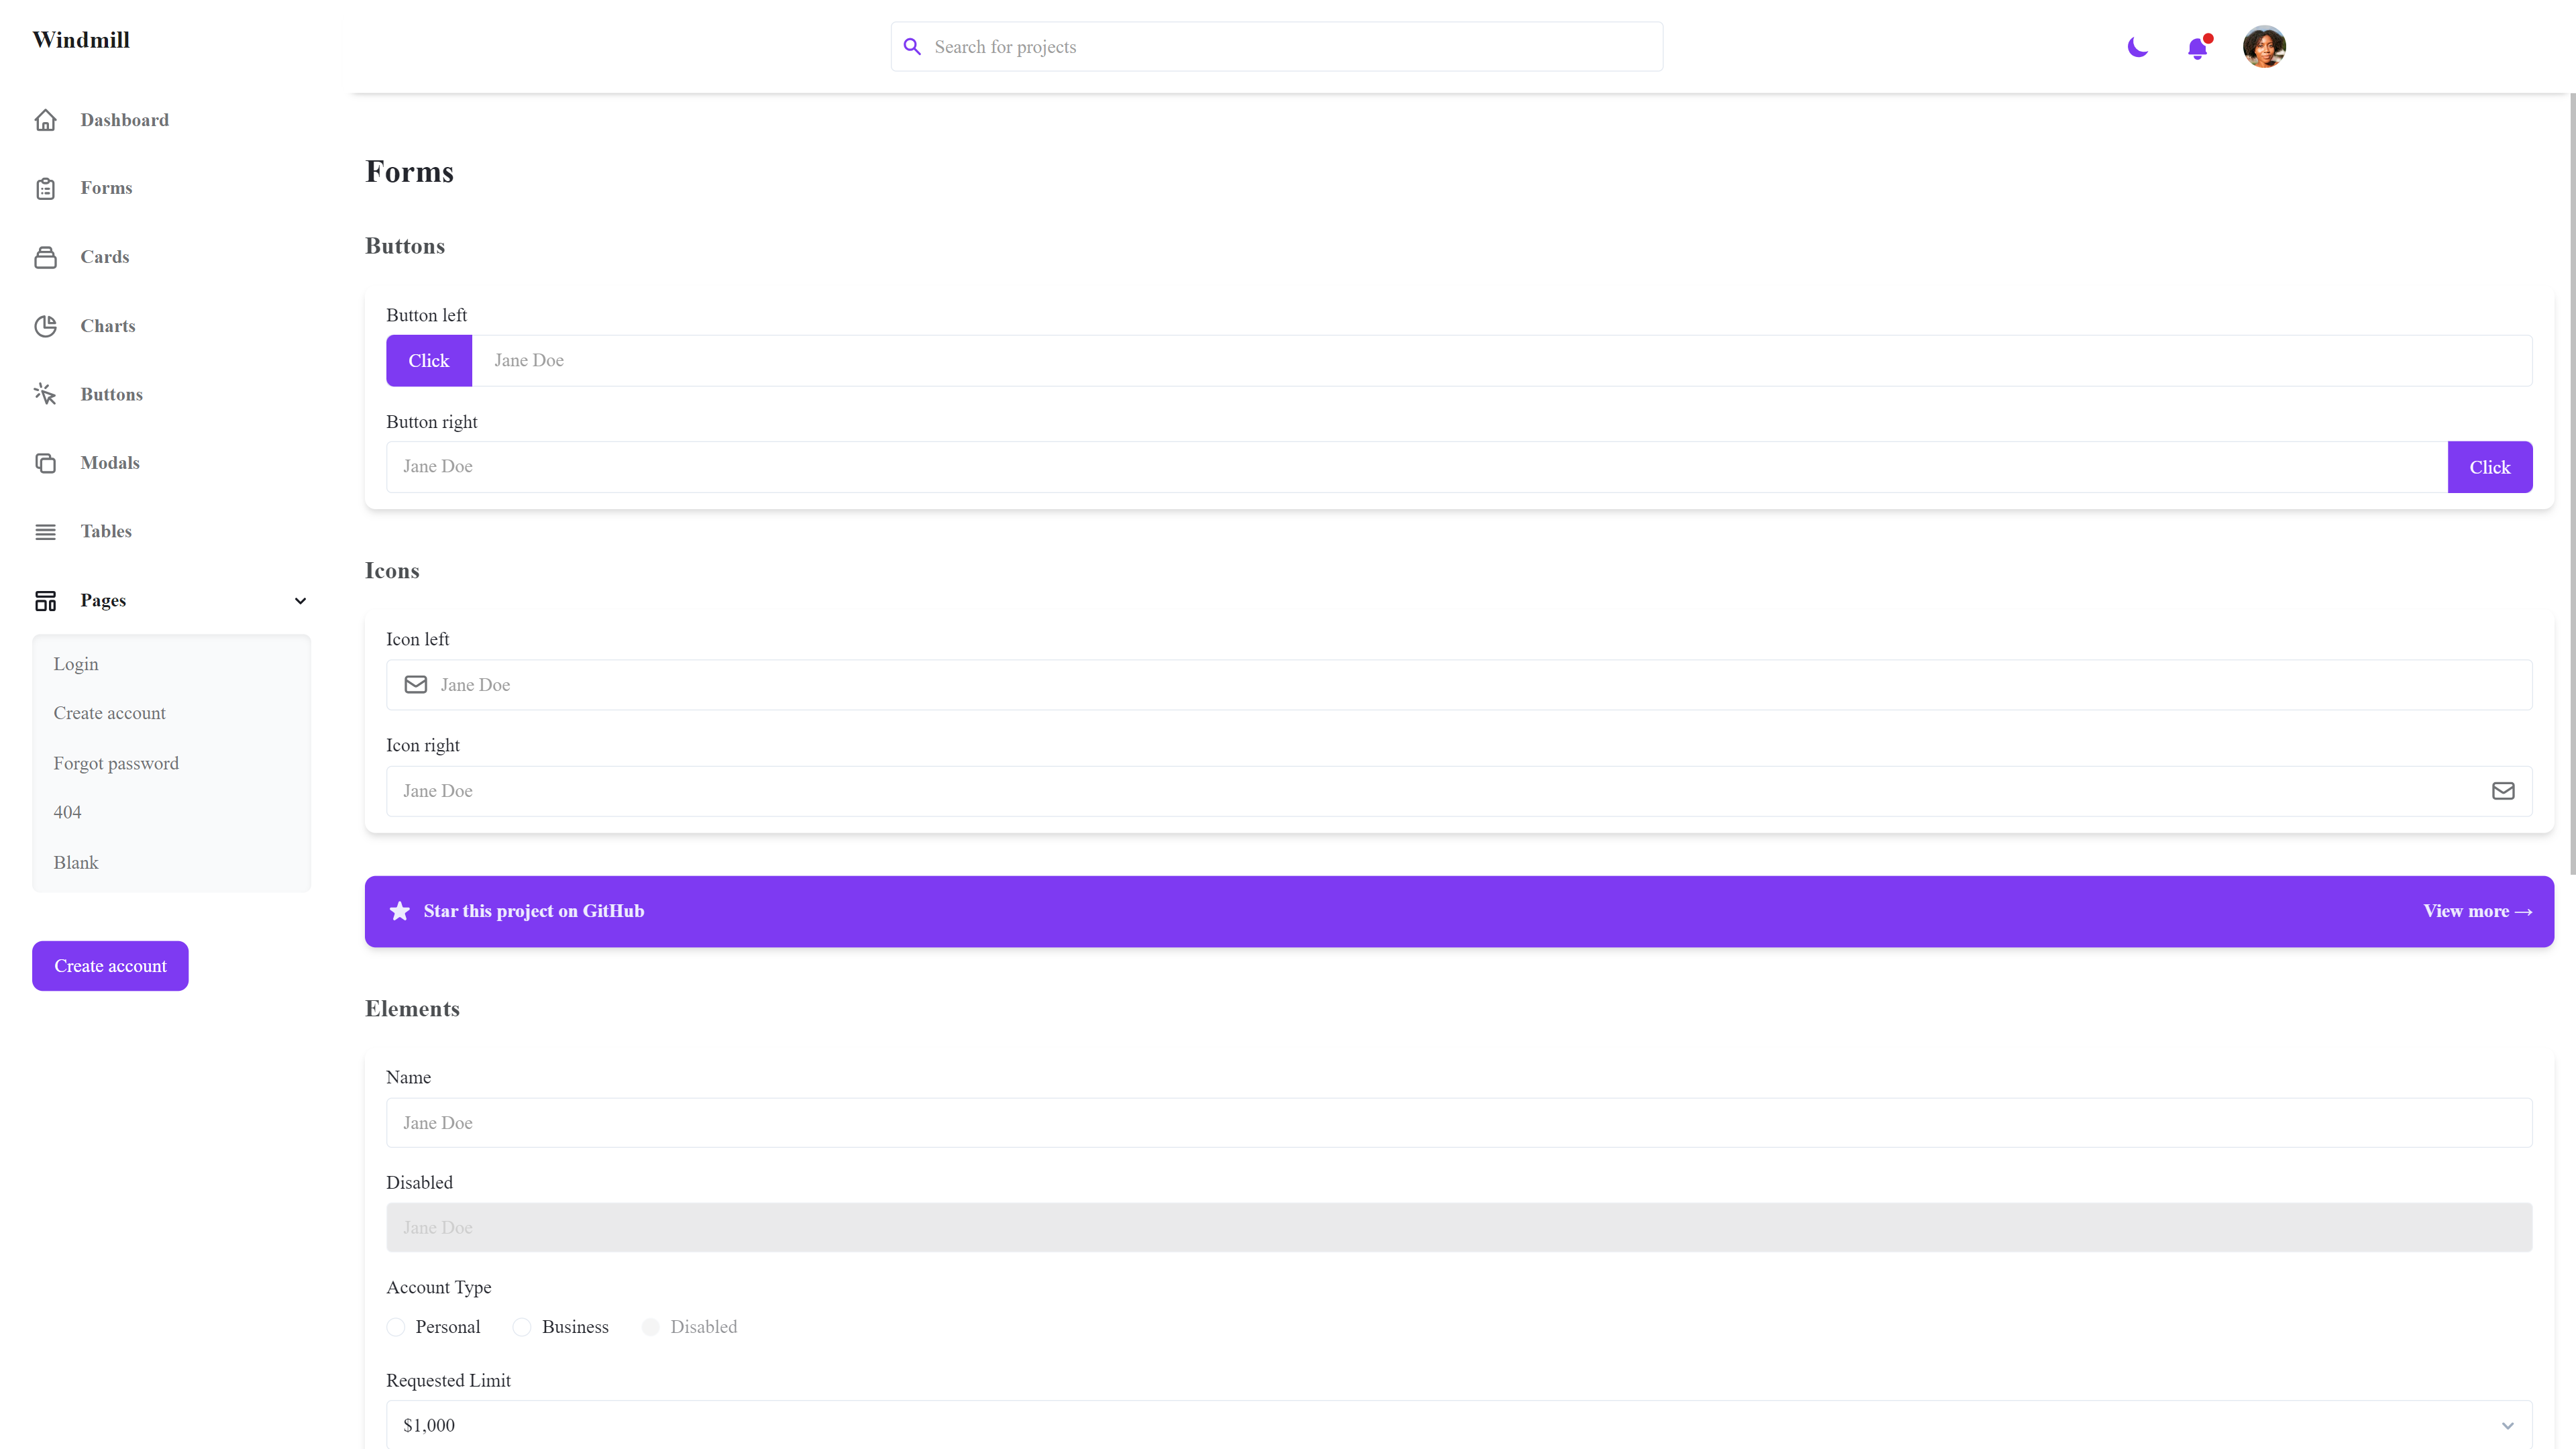 Windmill
Search for projects
Dashboard
Forms
Cards
Charts
Buttons
Modals
Tables
Pages
Login
Create account
Forgot password
404
Blank
Create account
Forms
Buttons
Button left
Click
Jane Doe
Button right
Jane Doe
Click
Icons
Icon left
Jane Doe
Icon right
Jane Doe
Star this project on GitHub
View more →
Elements
Name
Jane Doe
Disabled
Jane Doe
Account Type
Personal
Business
Disabled
Requested Limit
$1,000